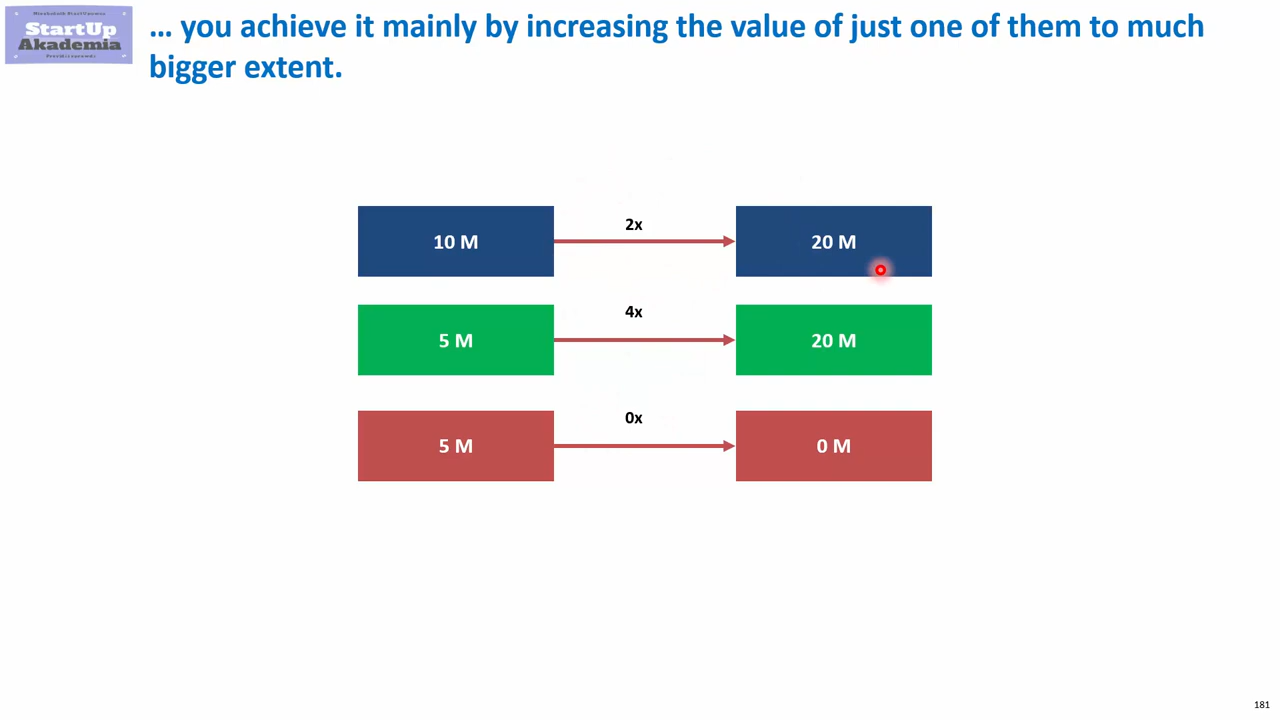 StartUp
Akademia
… you achieve it mainly by increasing the value of just one of them to much
bigger extent.
10 M
2x
20 M
5 M
4x
20 M
5 M
0x
0 M
181